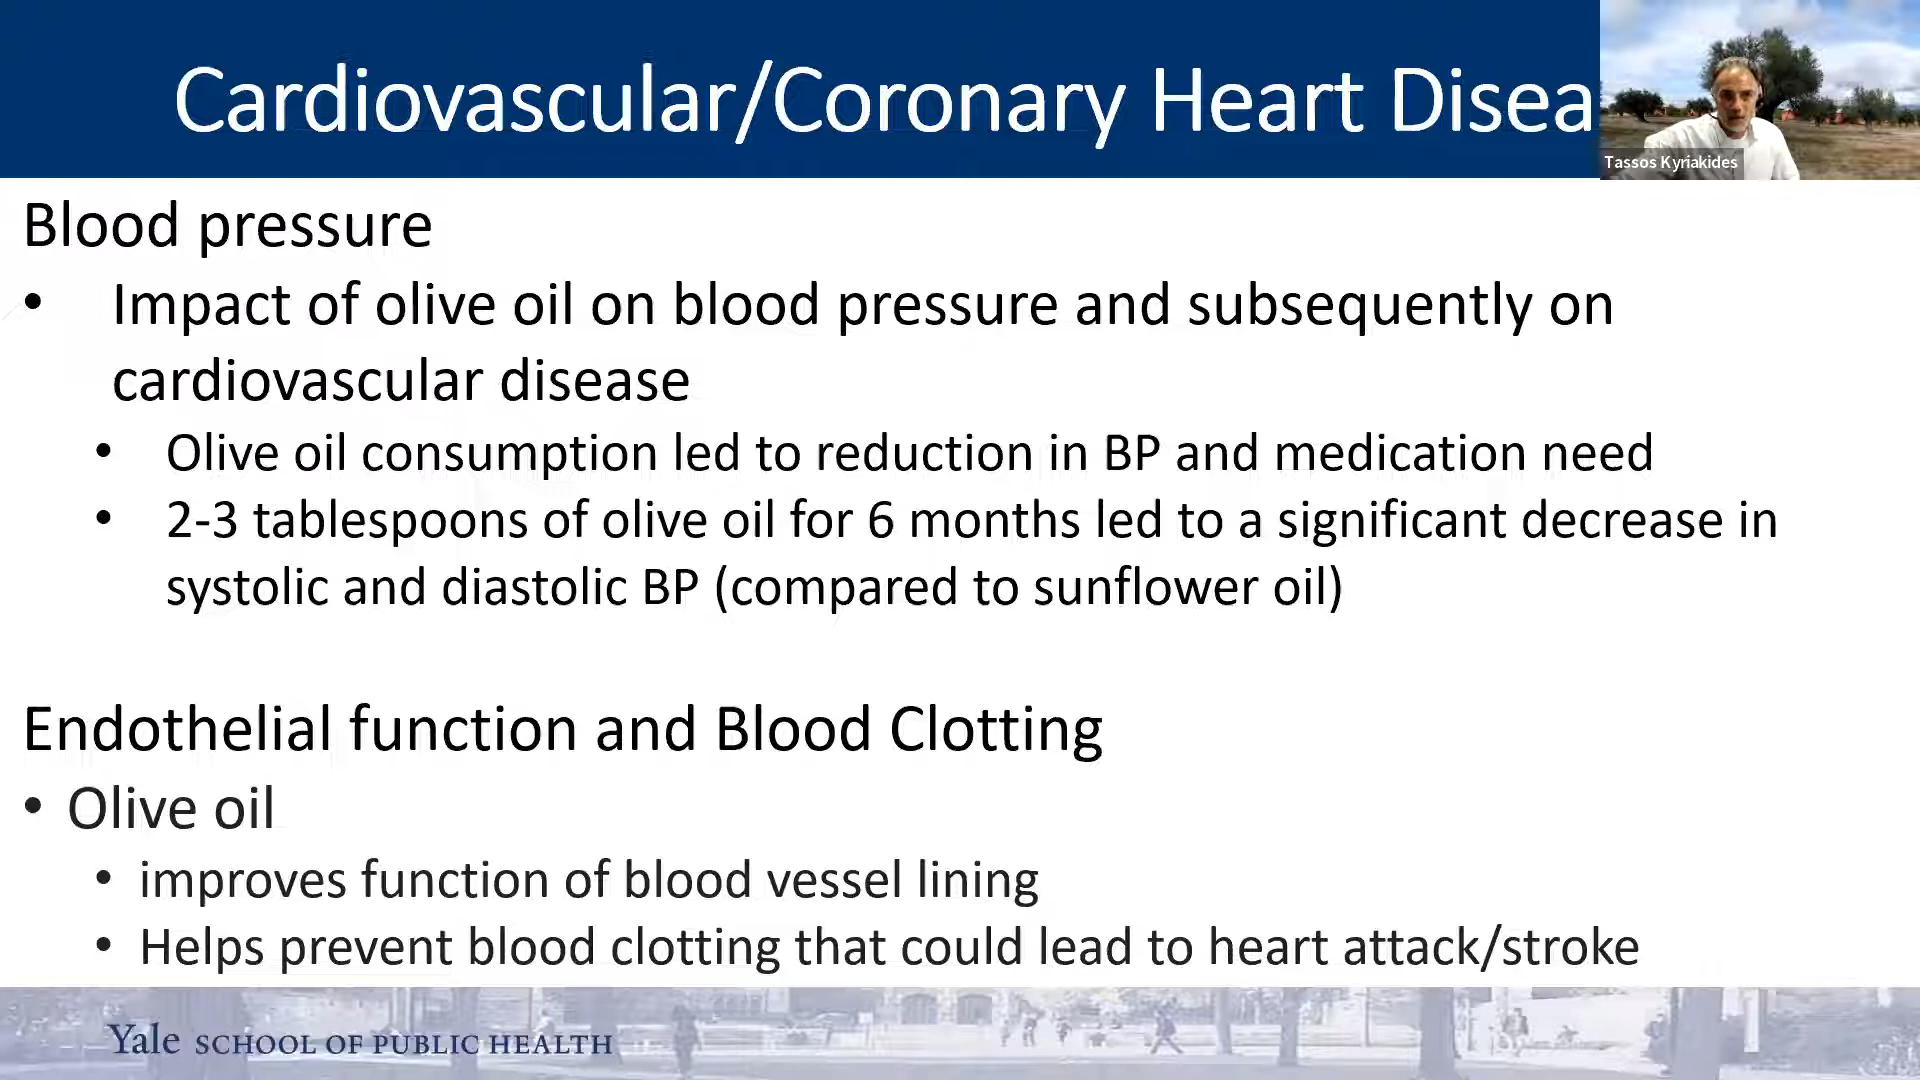 Cardiovascular/Coronary Heart Disea
Tassos Kyriakides
Blood pressure
• Impact of olive oil on blood pressure and subsequently on
cardiovascular disease
• Olive oil consumption led to reduction in BP and medication need
• 2-3 tablespoons of olive oil for 6 months led to a significant decrease in
systolic and diastolic BP (compared to sunflower oil)
Endothelial function and Blood Clotting
• Olive oil
• improves function of blood vessel lining
• Helps prevent blood clotting that could lead to heart attack/stroke
Yale SCHOOL OF PUBLIC HEALTH